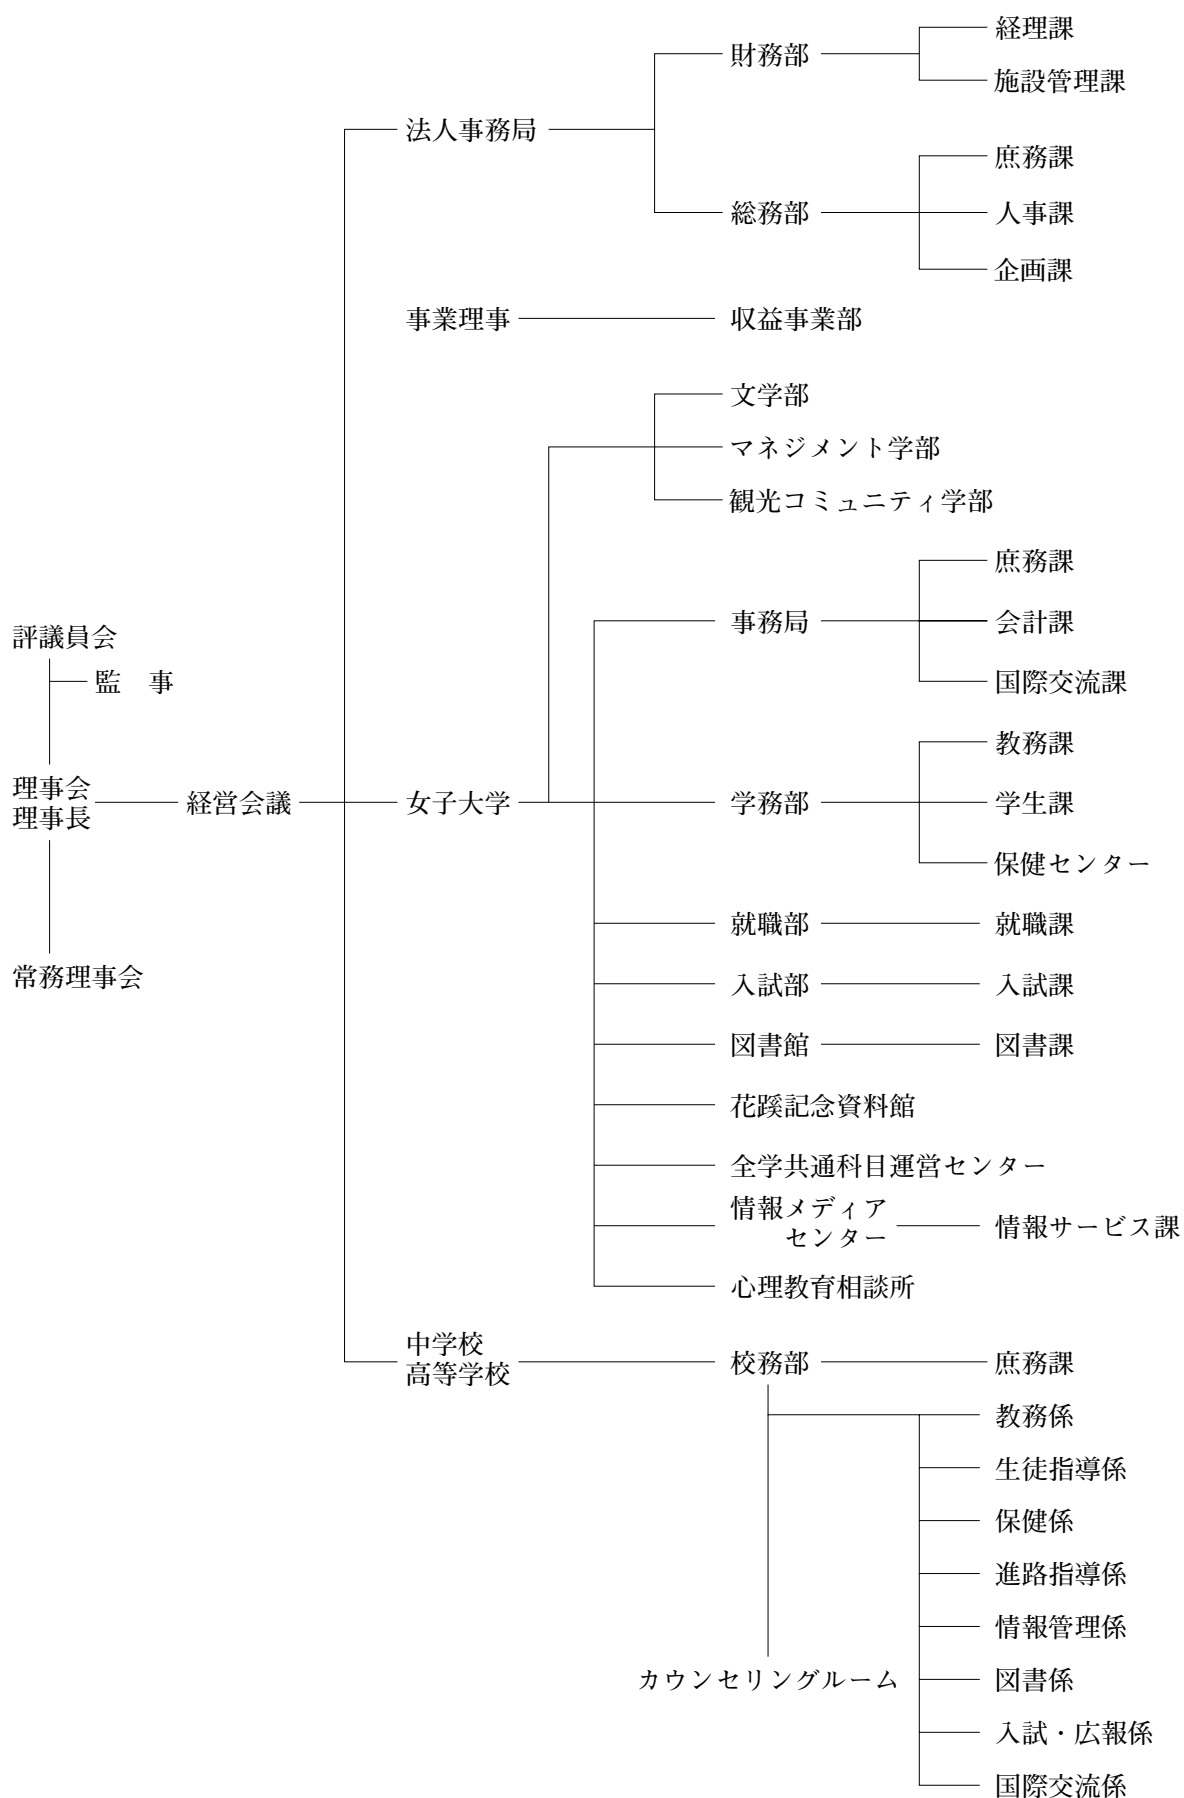 評議員会
監　事
理事会
理事長
常務理事会
経営会議
法人事務局
財務部
経理課
施設管理課
総務部
庶務課
人事課
企画課
事業理事
収益事業部
女子大学
文学部
マネジメント学部
観光コミュニティ学部
事務局
庶務課
会計課
国際交流課
学務部
教務課
学生課
保健センター
就職部
就職課
入試部
入試課
図書館
図書課
花蹊記念資料館
全学共通科目運営センター
情報メディア
センター
情報サービス課
心理教育相談所
中学校
高等学校
校務部
庶務課
教務係
生徒指導係
保健係
進路指導係
情報管理係
図書係
入試・広報係
国際交流係
カウンセリングルーム